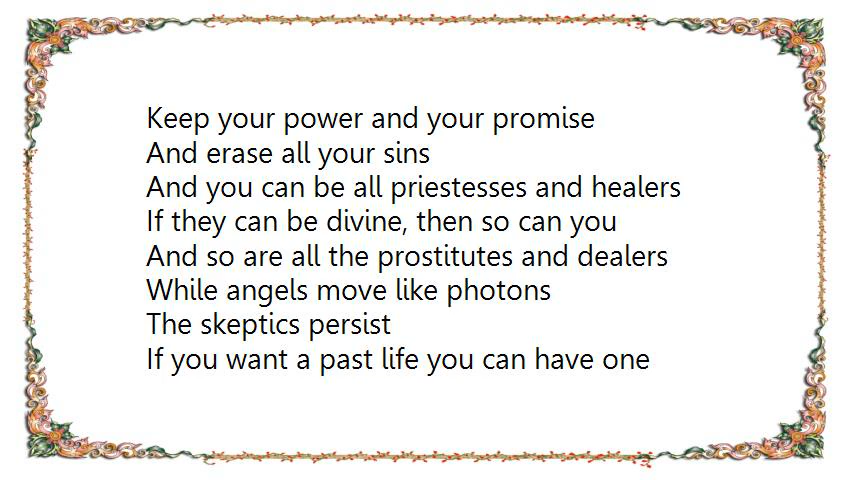 Keep your power and your promise
And erase all your sins
And you can be all priestesses and healers
If they can be divine, then so can you
And so are all the prostitutes and dealers
While angels move like photons
The skeptics persist
If you want a past life you can have one